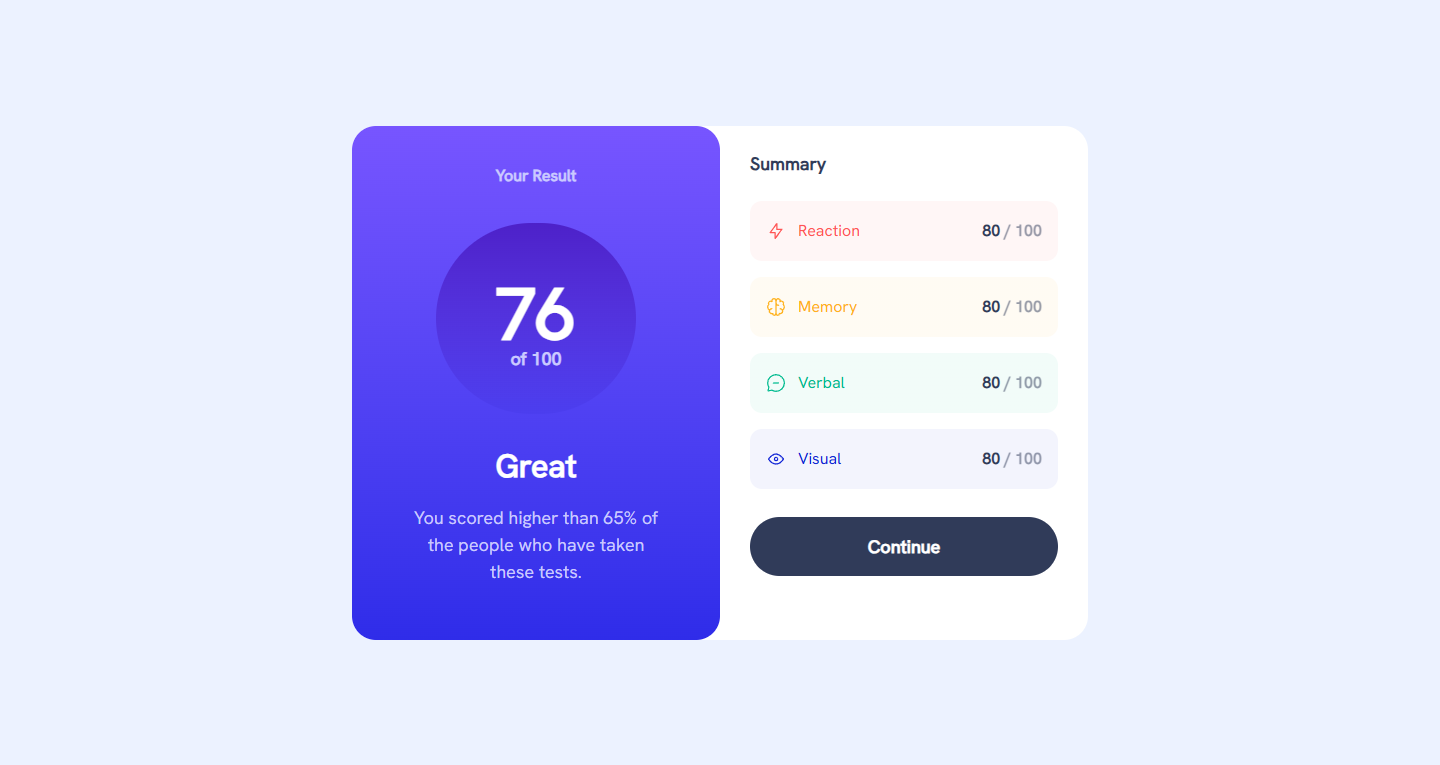 Your Result
76
of 100
Great
You scored higher than 65% of
the people who have taken
these tests.
Summary
Reaction 80 / 100
Memory 80 / 100
Verbal 80 / 100
Visual 80 / 100
Continue